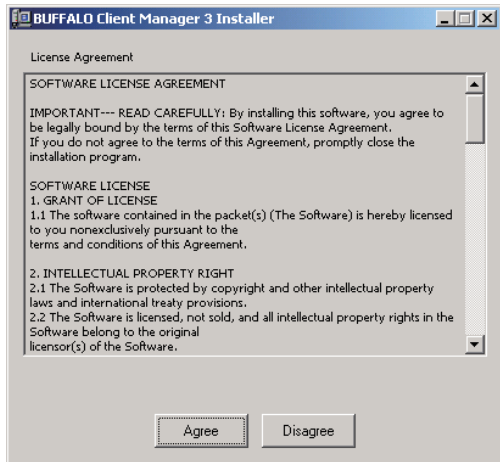 BUFFALO Client Manager 3 Installer
License Agreement
SOFTWARE LICENSE AGREEMENT
IMPORTANT--- READ CAREFULLY: By installing this software, you agree to
be legally bound by the terms of this Software License Agreement.
If you do not agree to the terms of this Agreement, promptly close the
installation program.
SOFTWARE LICENSE
1. GRANT OF LICENSE
1.1 The software contained in the packet(s) (The Software) is hereby licensed
to you nonexclusively pursuant to the
terms and conditions of this Agreement.
2. INTELLECTUAL PROPERTY RIGHT
2.1 The Software is protected by copyright and other intellectual property
laws and international treaty provisions.
2.2 The Software is licensed, not sold, and all intellectual property rights in the
Software belong to the original
licensor(s) of the Software.
Agree Disagree